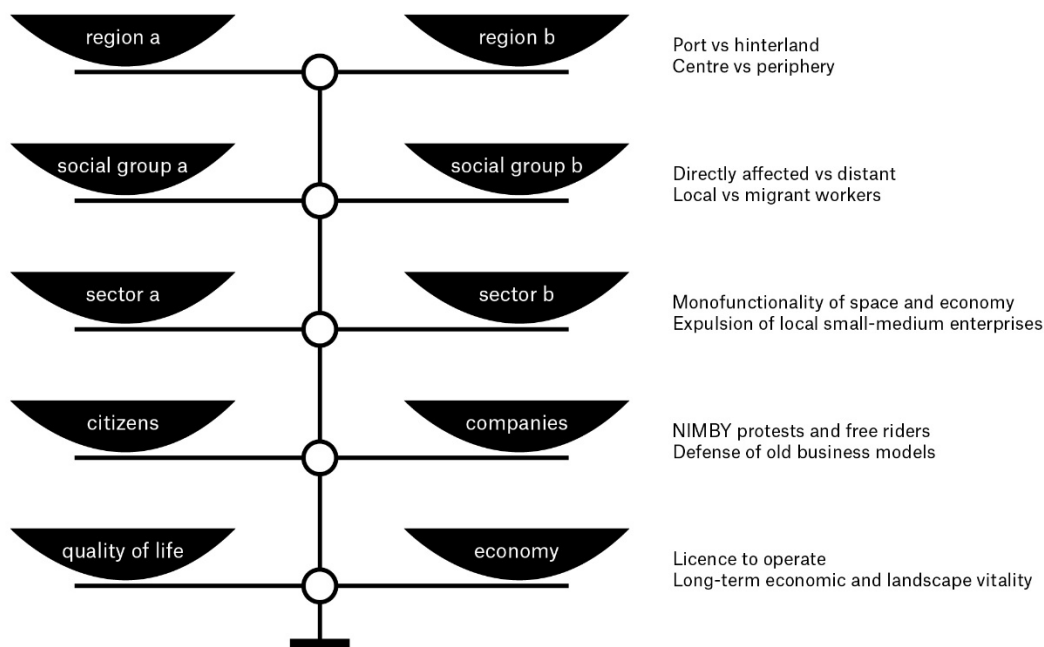 region a
region b
Port vs hinterland
Centre vs periphery
social group a
social group b
Directly affected vs distant
Local vs migrant workers
sector a
sector b
Monofunctionality of space and economy
Expulsion of local small-medium enterprises
citizens
companies
NIMBY protests and free riders
Defense of old business models
quality of life
economy
Licence to operate
Long-term economic and landscape vitality